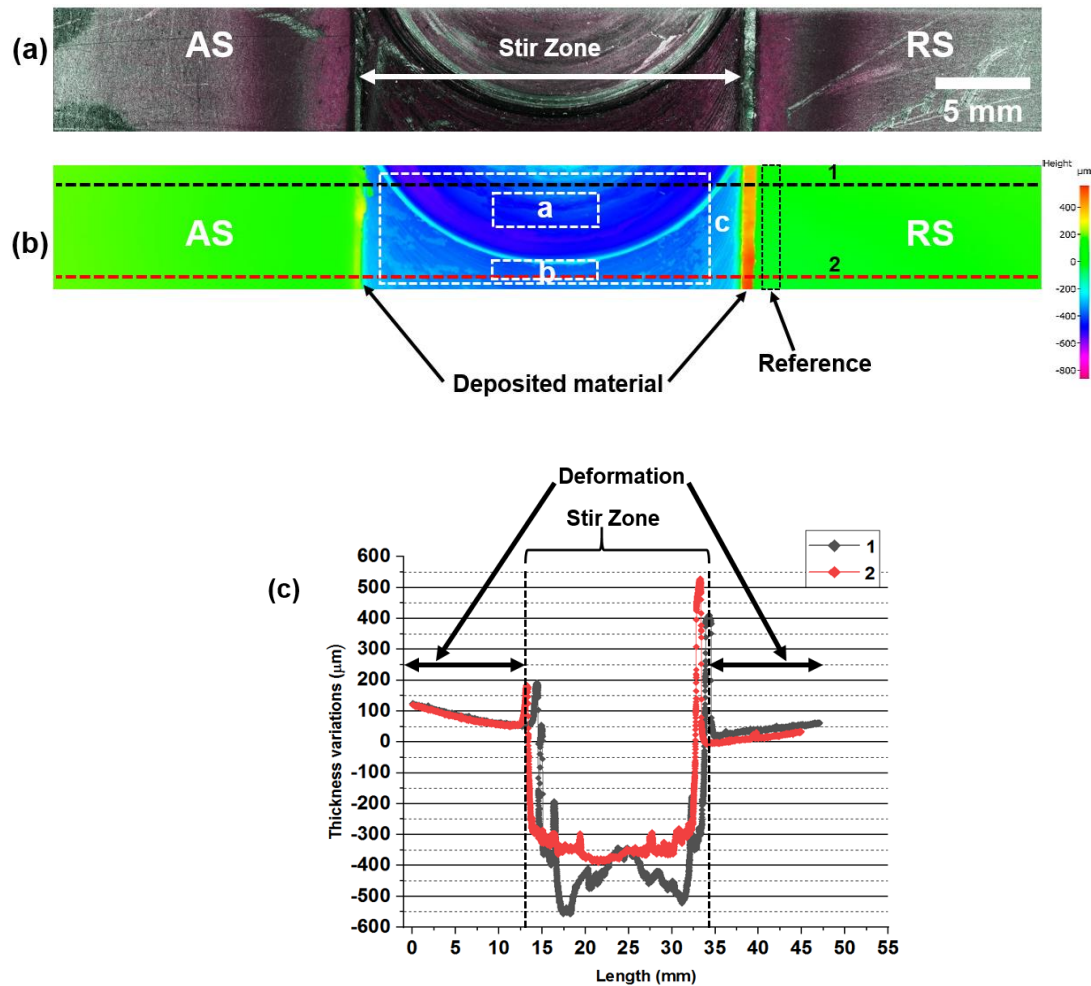 (a)
AS
Stir Zone
RS
5 mm
(b)
AS
a
b
c
1
2
RS
Height
µm
400
200
0
-200
-400
-600
-800
Deposited material
Reference
(c)
Deformation
Stir Zone
1
2
Thickness variations (µm)
600
500
400
300
200
100
0
-100
-200
-300
-400
-500
-600
0 5 10 15 20 25 30 35 40 45 50 55
Length (mm)